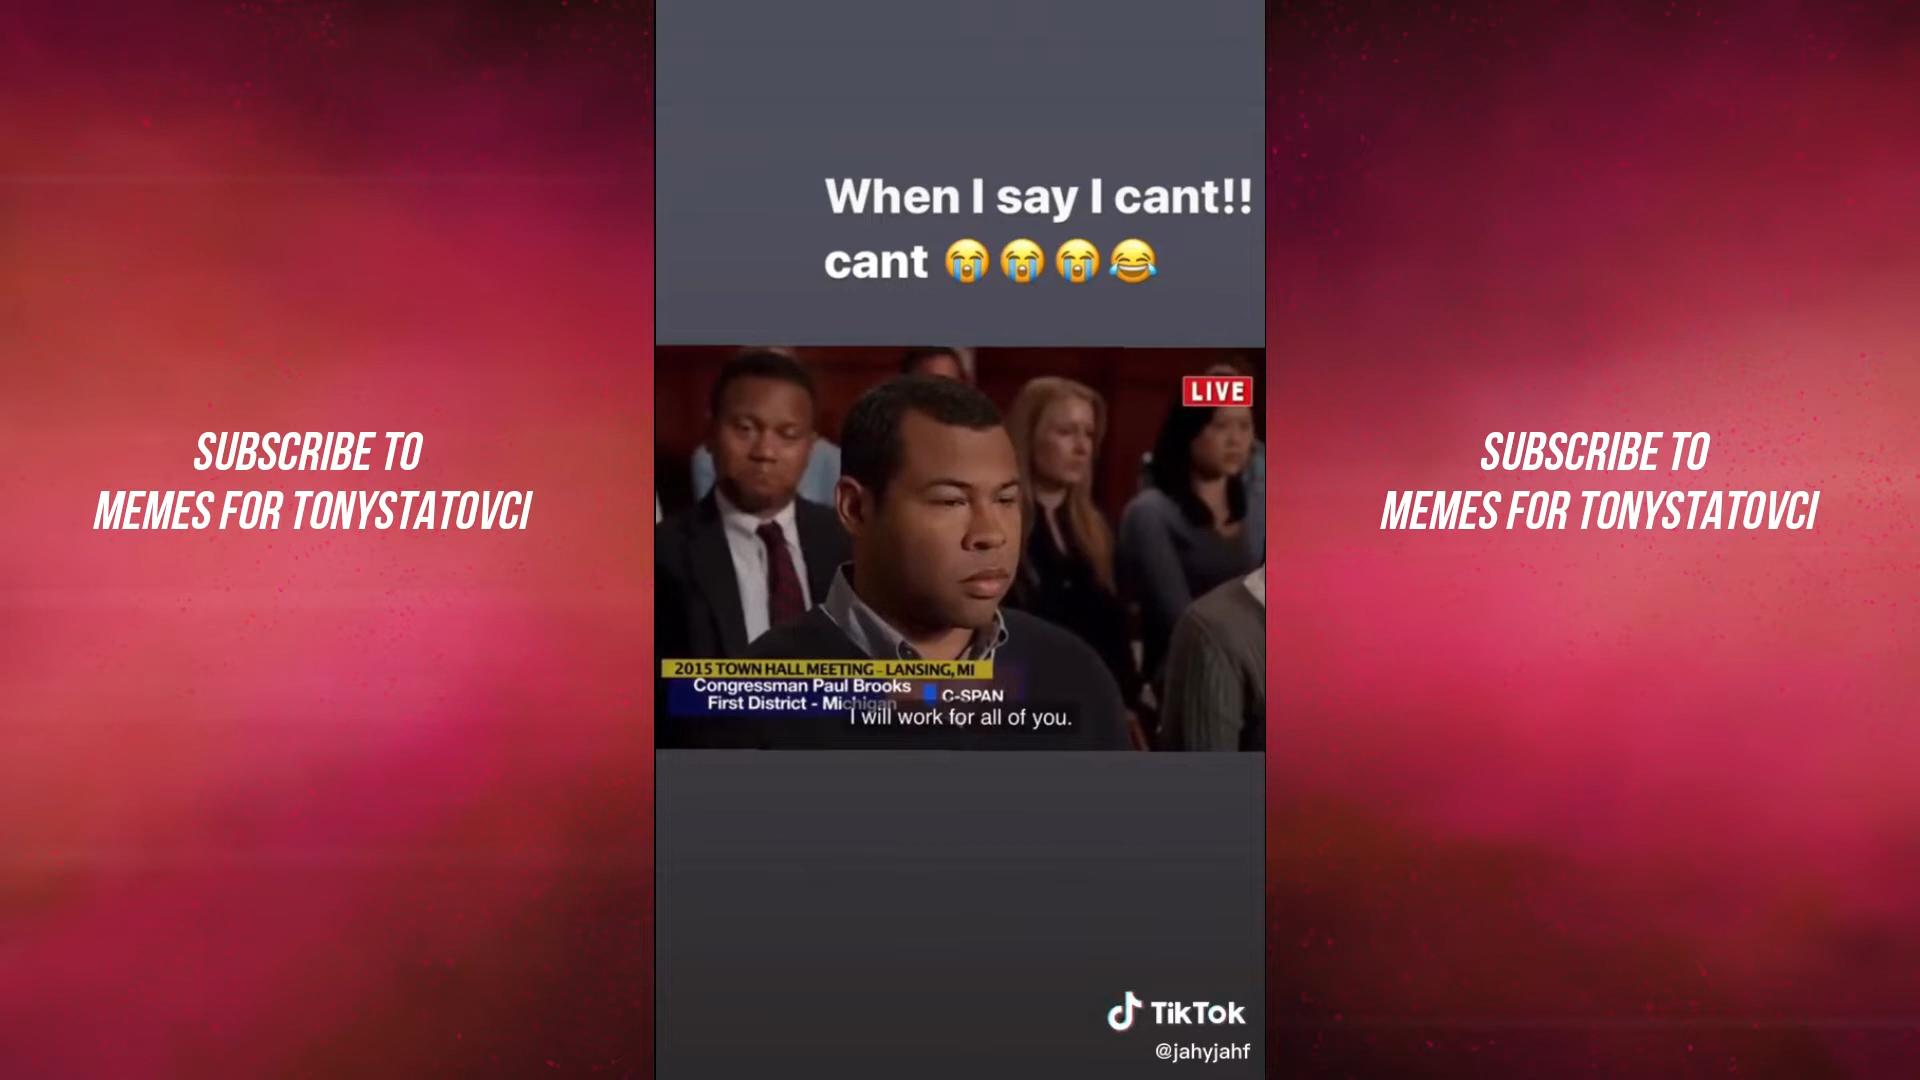 When I say I cant!!
cant 😭😭😭😂
SUBSCRIBE TO
MEMES FOR TONYSTATOVCI
SUBSCRIBE TO
MEMES FOR TONYSTATOVCI
LIVE
2015 TOWN HALL MEETING - LANSING, MI
Congressman Paul Brooks
First District - Michigan
C-SPAN
I will work for all of you.
TikTok
@jahyjahf